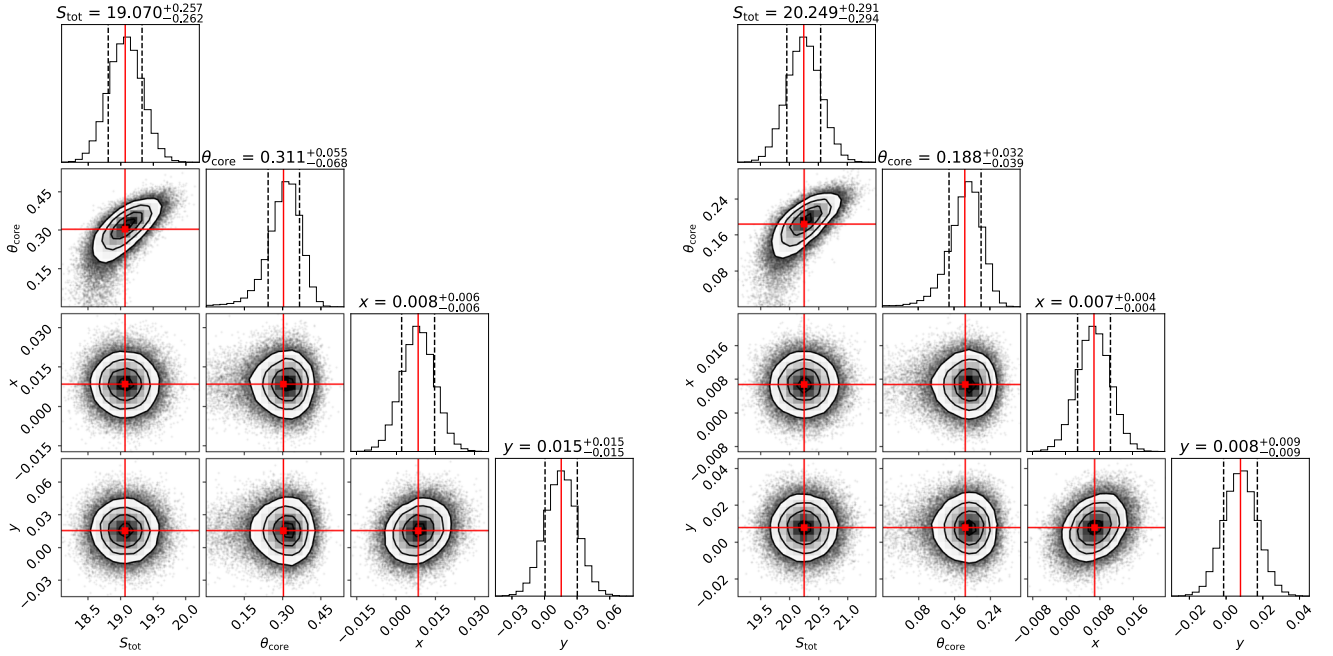 S_tot = 19.070 +0.257 −0.262
θ_core = 0.311 +0.055 −0.068
0.45
0.30
0.15
θ_core
x = 0.008 +0.006 −0.006
0.030
0.015
0.000
−0.015
x
y = 0.015 +0.015 −0.015
0.06
0.03
0.00
−0.03
y
18.5 19.0 19.5 20.0
S_tot
0.15 0.30 0.45
θ_core
−0.015 0.000 0.015 0.030
x
−0.03 0.00 0.03 0.06
y
S_tot = 20.249 +0.291 −0.294
θ_core = 0.188 +0.032 −0.039
0.24
0.16
0.08
θ_core
x = 0.007 +0.004 −0.004
0.016
0.008
0.000
−0.008
x
y = 0.008 +0.009 −0.009
0.04
0.02
0.00
−0.02
y
19.5 20.0 20.5 21.0
S_tot
0.08 0.16 0.24
θ_core
−0.008 0.000 0.008 0.016
x
−0.02 0.00 0.02 0.04
y